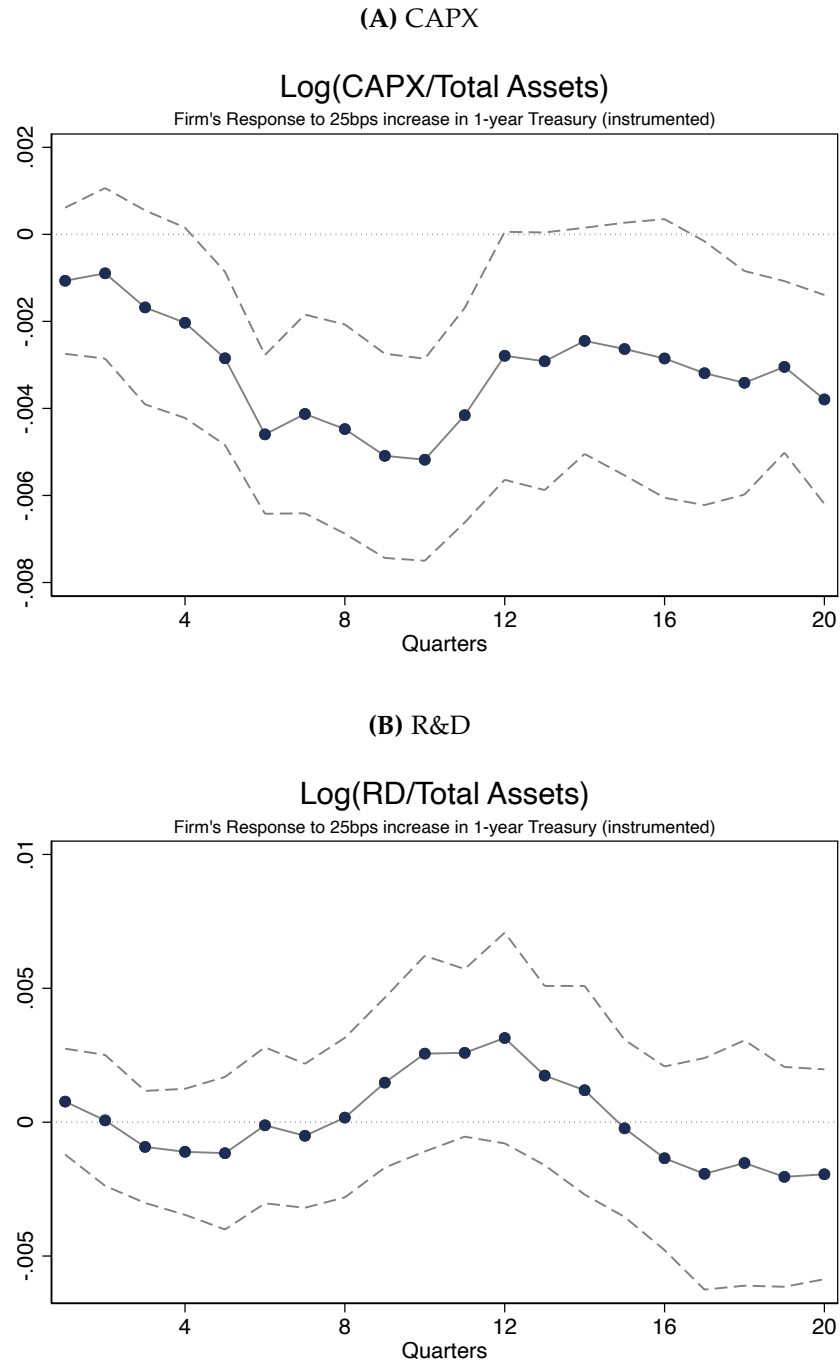 (A) CAPX
Log(CAPX/Total Assets)
Firm's Response to 25bps increase in 1-year Treasury (instrumented)
.002
0
-.002
-.004
-.006
-.008
4 8 12 16 20
Quarters
(B) R&D
Log(RD/Total Assets)
Firm's Response to 25bps increase in 1-year Treasury (instrumented)
.01
.005
0
-.005
4 8 12 16 20
Quarters